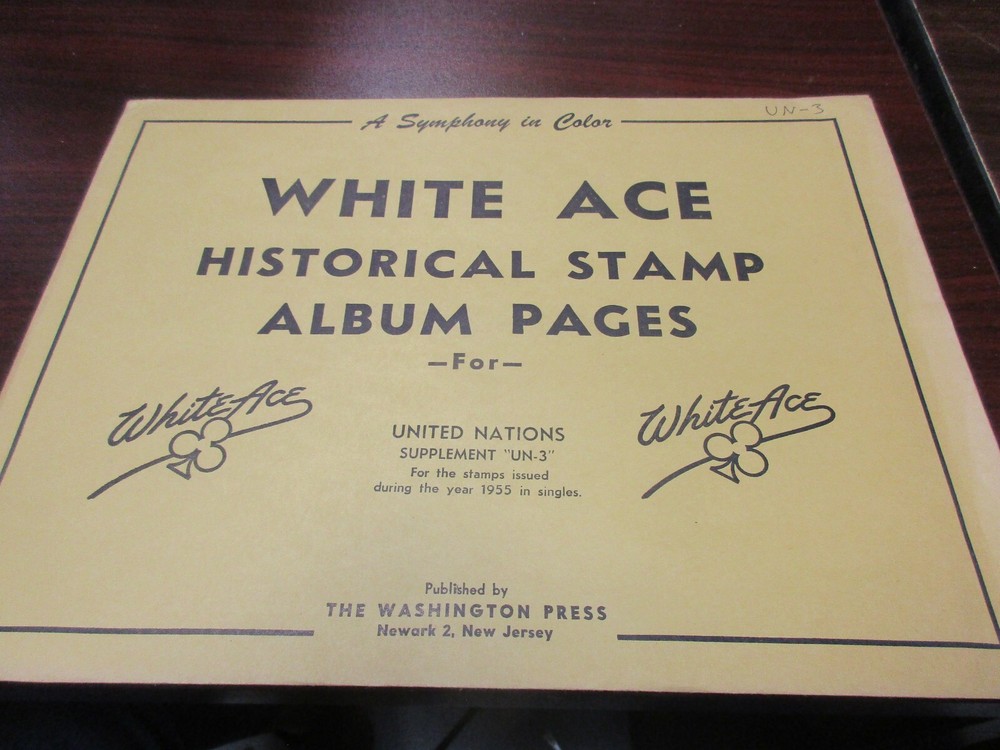 UN-3
A Symphony in Color
WHITE ACE
HISTORICAL STAMP
ALBUM PAGES
—For—
White Ace
White Ace
UNITED NATIONS
SUPPLEMENT "UN-3"
For the stamps issued
during the year 1955 in singles.
Published by
THE WASHINGTON PRESS
Newark 2, New Jersey